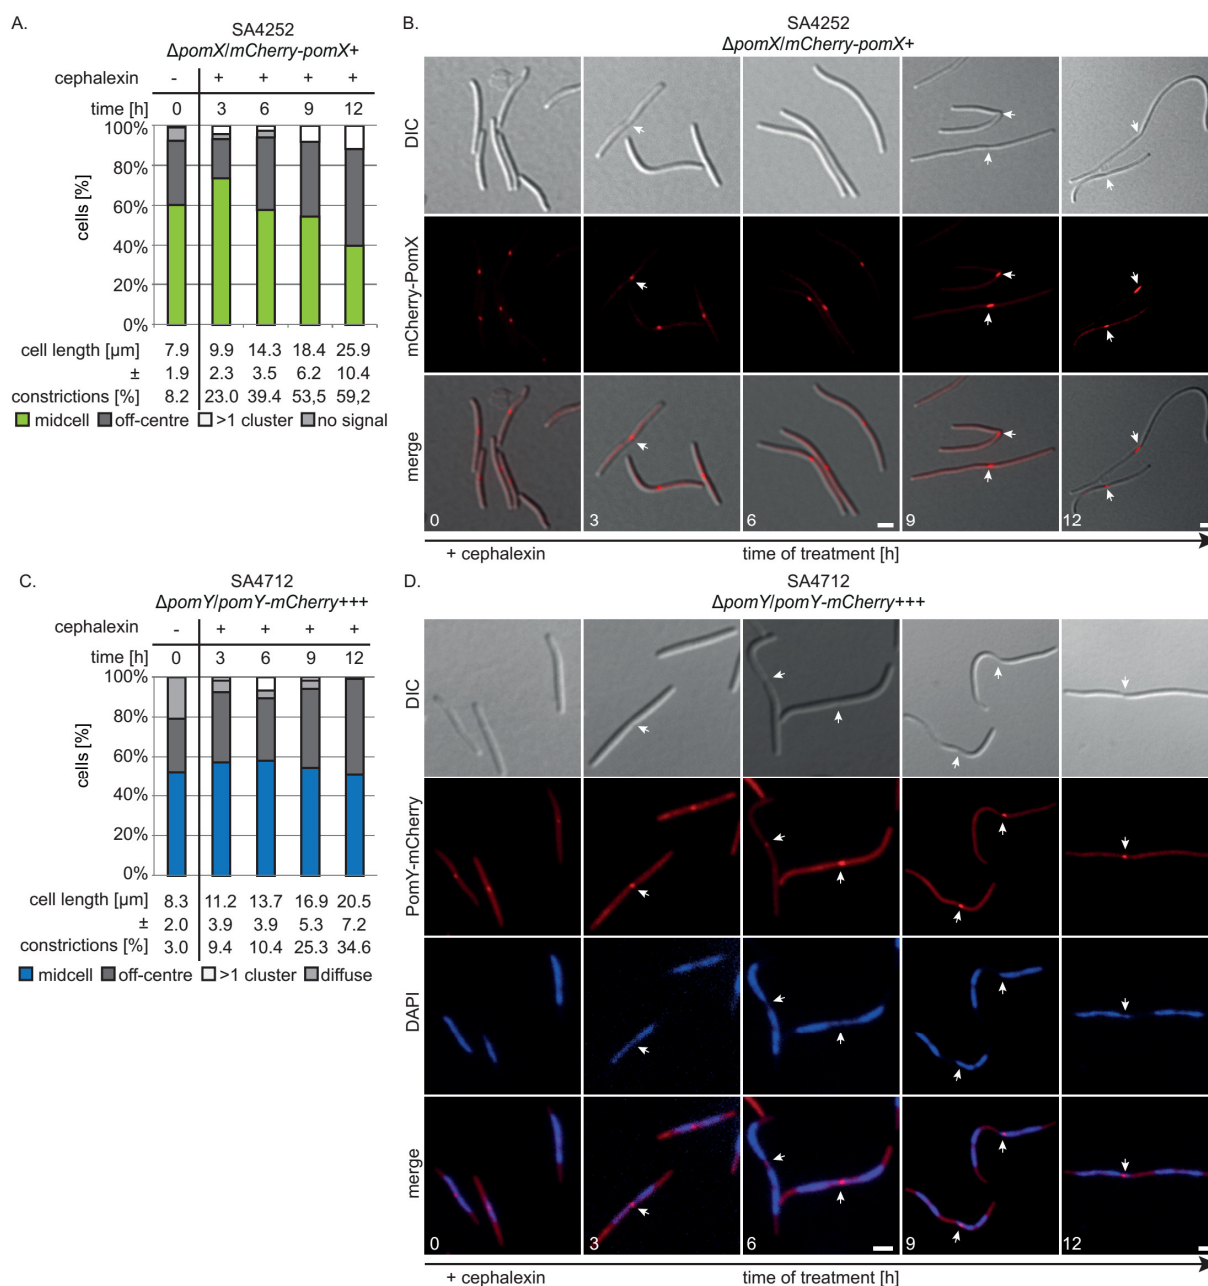 A.
SA4252
ΔpomX/mCherry-pomX+
cephalexin - + + + +
time [h] 0 3 6 9 12
100%
80%
60%
40%
20%
0%
cells [%]
cell length [µm] 7.9 9.9 14.3 18.4 25.9
± 1.9 2.3 3.5 6.2 10.4
constrictions [%] 8.2 23.0 39.4 53,5 59,2
midcell off-centre >1 cluster no signal
B.
SA4252
ΔpomX/mCherry-pomX+
DIC
mCherry-PomX
merge
0 3 6 9 12
+ cephalexin time of treatment [h]
C.
SA4712
ΔpomY/pomY-mCherry+++
cephalexin - + + + +
time [h] 0 3 6 9 12
100%
80%
60%
40%
20%
0%
cells [%]
cell length [µm] 8.3 11.2 13.7 16.9 20.5
± 2.0 3.9 3.9 5.3 7.2
constrictions [%] 3.0 9.4 10.4 25.3 34.6
midcell off-centre >1 cluster diffuse
D.
SA4712
ΔpomY/pomY-mCherry+++
DIC
PomY-mCherry
DAPI
merge
0 3 6 9 12
+ cephalexin time of treatment [h]